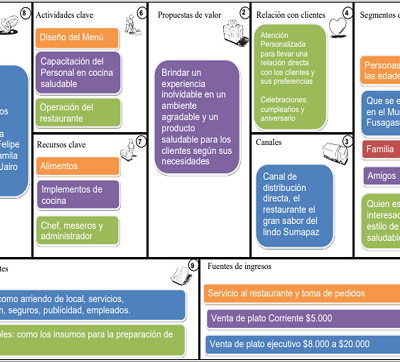 8
Actividades clave
6
Diseño del Menú
Capacitación del
Personal en cocina
saludable
Operación del
restaurante
Recursos clave
7
Alimentos
Implementos de
cocina
Chef, meseros y
administrador
Propuestas de valor
2
Brindar un
experiencia
inolvidable en un
ambiente
agradable y un
producto
saludable para los
clientes según sus
necesidades
Relación con clientes
4
Atención
Personalizada
para llevar una
relación directa
con los clientes y
sus preferencias
Celebraciones:
cumpleaños y
aniversario
Canales
3
Canal de
distribución
directa, el
restaurante el
gran sabor del
lindo Sumapaz
Segmentos d
Personas
las edade
Que se e
en el Mu
Fusagas
Familia
Amigos
Quien es
interesad
estilo de
saludable
os
a
Felipe
amila
Jairo
tes
9
como arriendo de local, servicios,
n, seguros, publicidad, empleados.
bles: como los insumos para la preparación de
Fuentes de ingresos
Servicio al restaurante y toma de pedidos
Venta de plato Corriente $5.000
Venta de plato ejecutivo $8.000 a $20.000